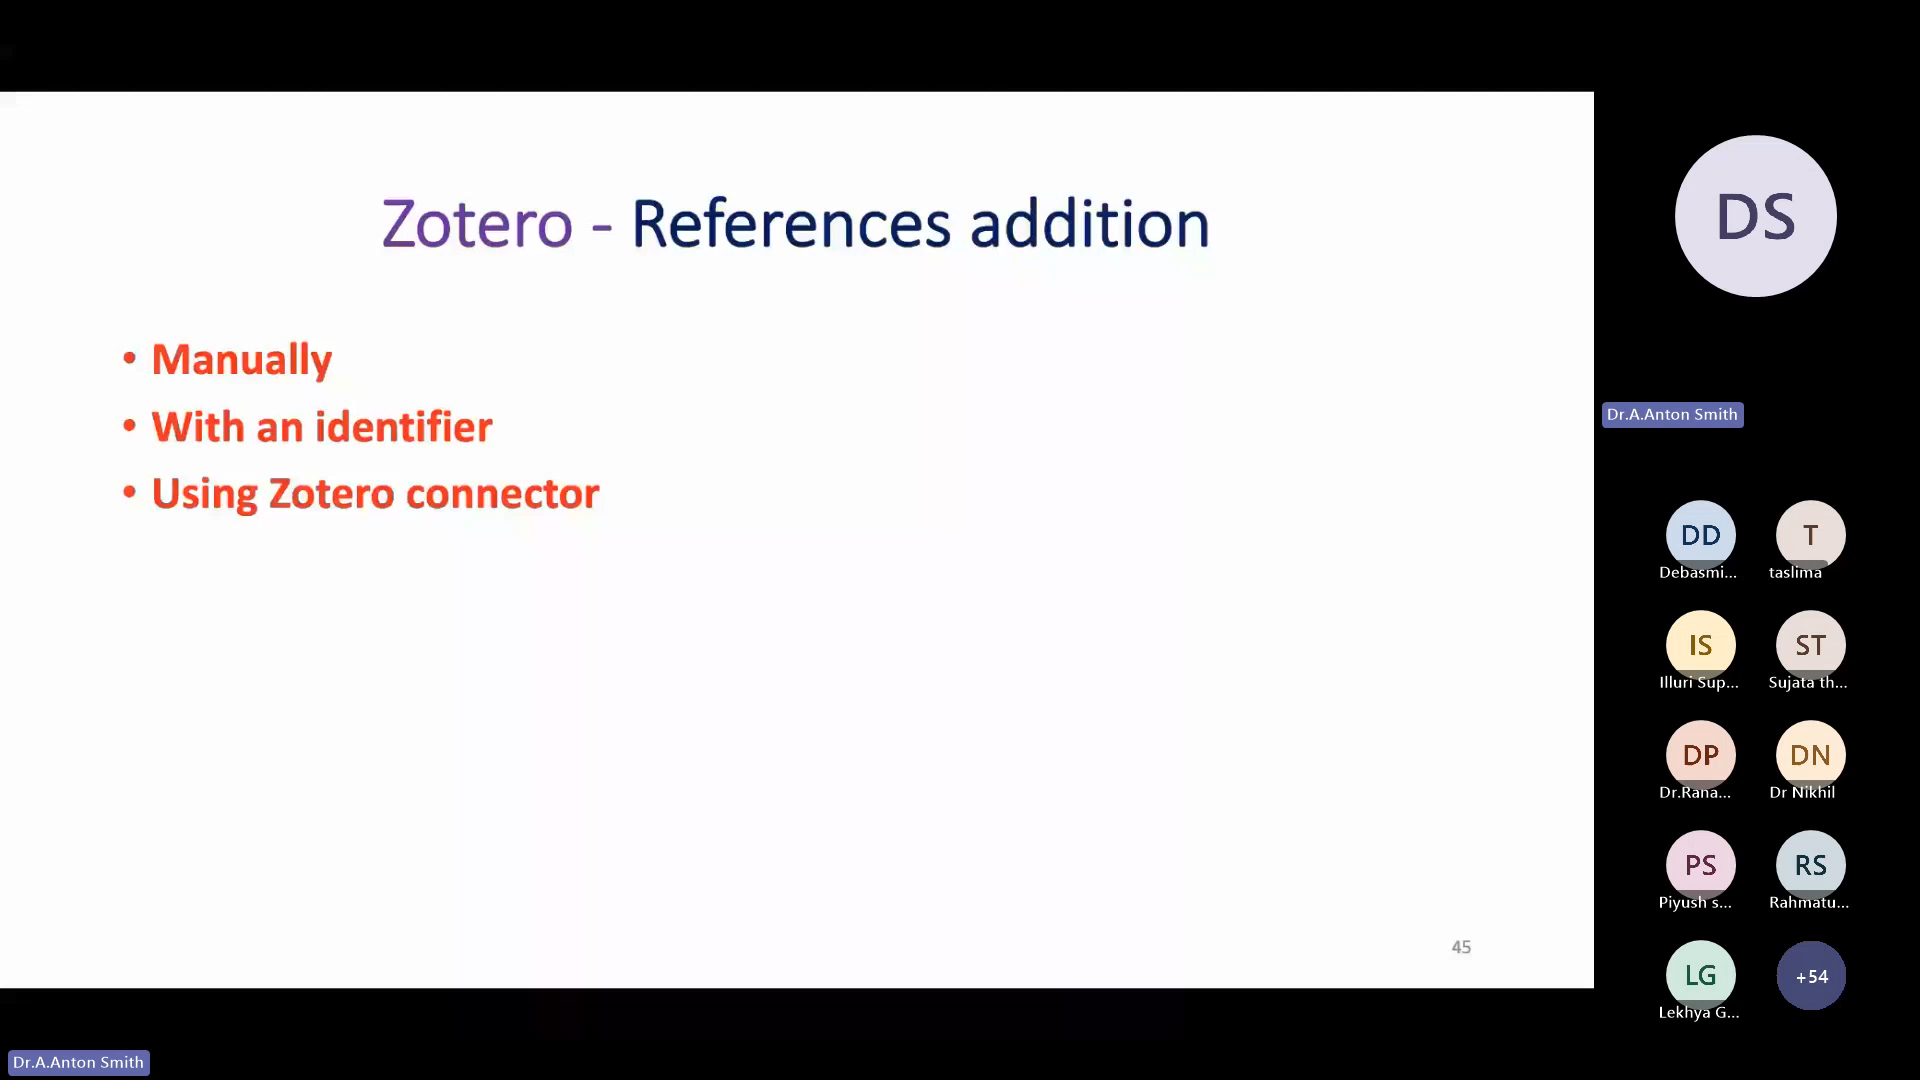 Zotero - References addition
• Manually
• With an identifier
• Using Zotero connector
45
DS
Dr.A.Anton Smith
DD
Debasmi...
T
taslima
IS
Illuri Sup...
ST
Sujata th...
DP
Dr.Rana...
DN
Dr Nikhil
PS
Piyush s...
RS
Rahmatu...
LG
Lekhya G...
+54
Dr.A.Anton Smith